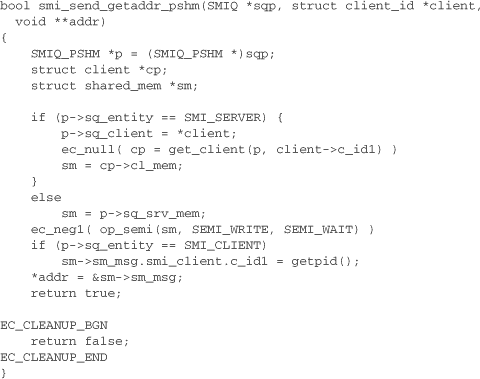 bool smi_send_getaddr_pshm(SMIQ *sqp, struct client_id *client,
  void **addr)
{
    SMIQ_PSHM *p = (SMIQ_PSHM *)sqp;
    struct client *cp;
    struct shared_mem *sm;

    if (p->sq_entity == SMI_SERVER) {
        p->sq_client = *client;
        ec_null( cp = get_client(p, client->c_id1) )
        sm = cp->cl_mem;
    }
    else
        sm = p->sq_srv_mem;
    ec_neg1( op_semi(sm, SEMI_WRITE, SEMI_WAIT) )
    if (p->sq_entity == SMI_CLIENT)
        sm->sm_msg.smi_client.c_id1 = getpid();
    *addr = &sm->sm_msg;
    return true;

EC_CLEANUP_BGN
    return false;
EC_CLEANUP_END
}